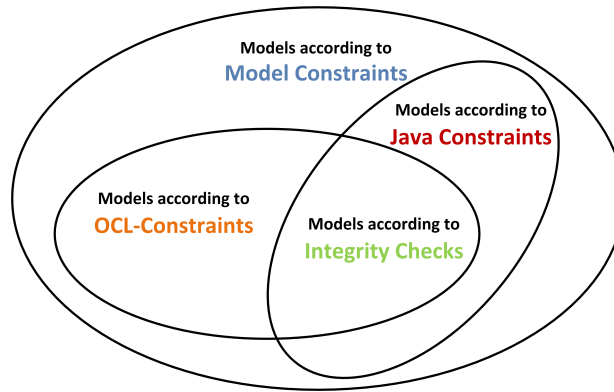 Models according to
Model Constraints
Models according to
Java Constraints
Models according to
OCL-Constraints
Models according to
Integrity Checks